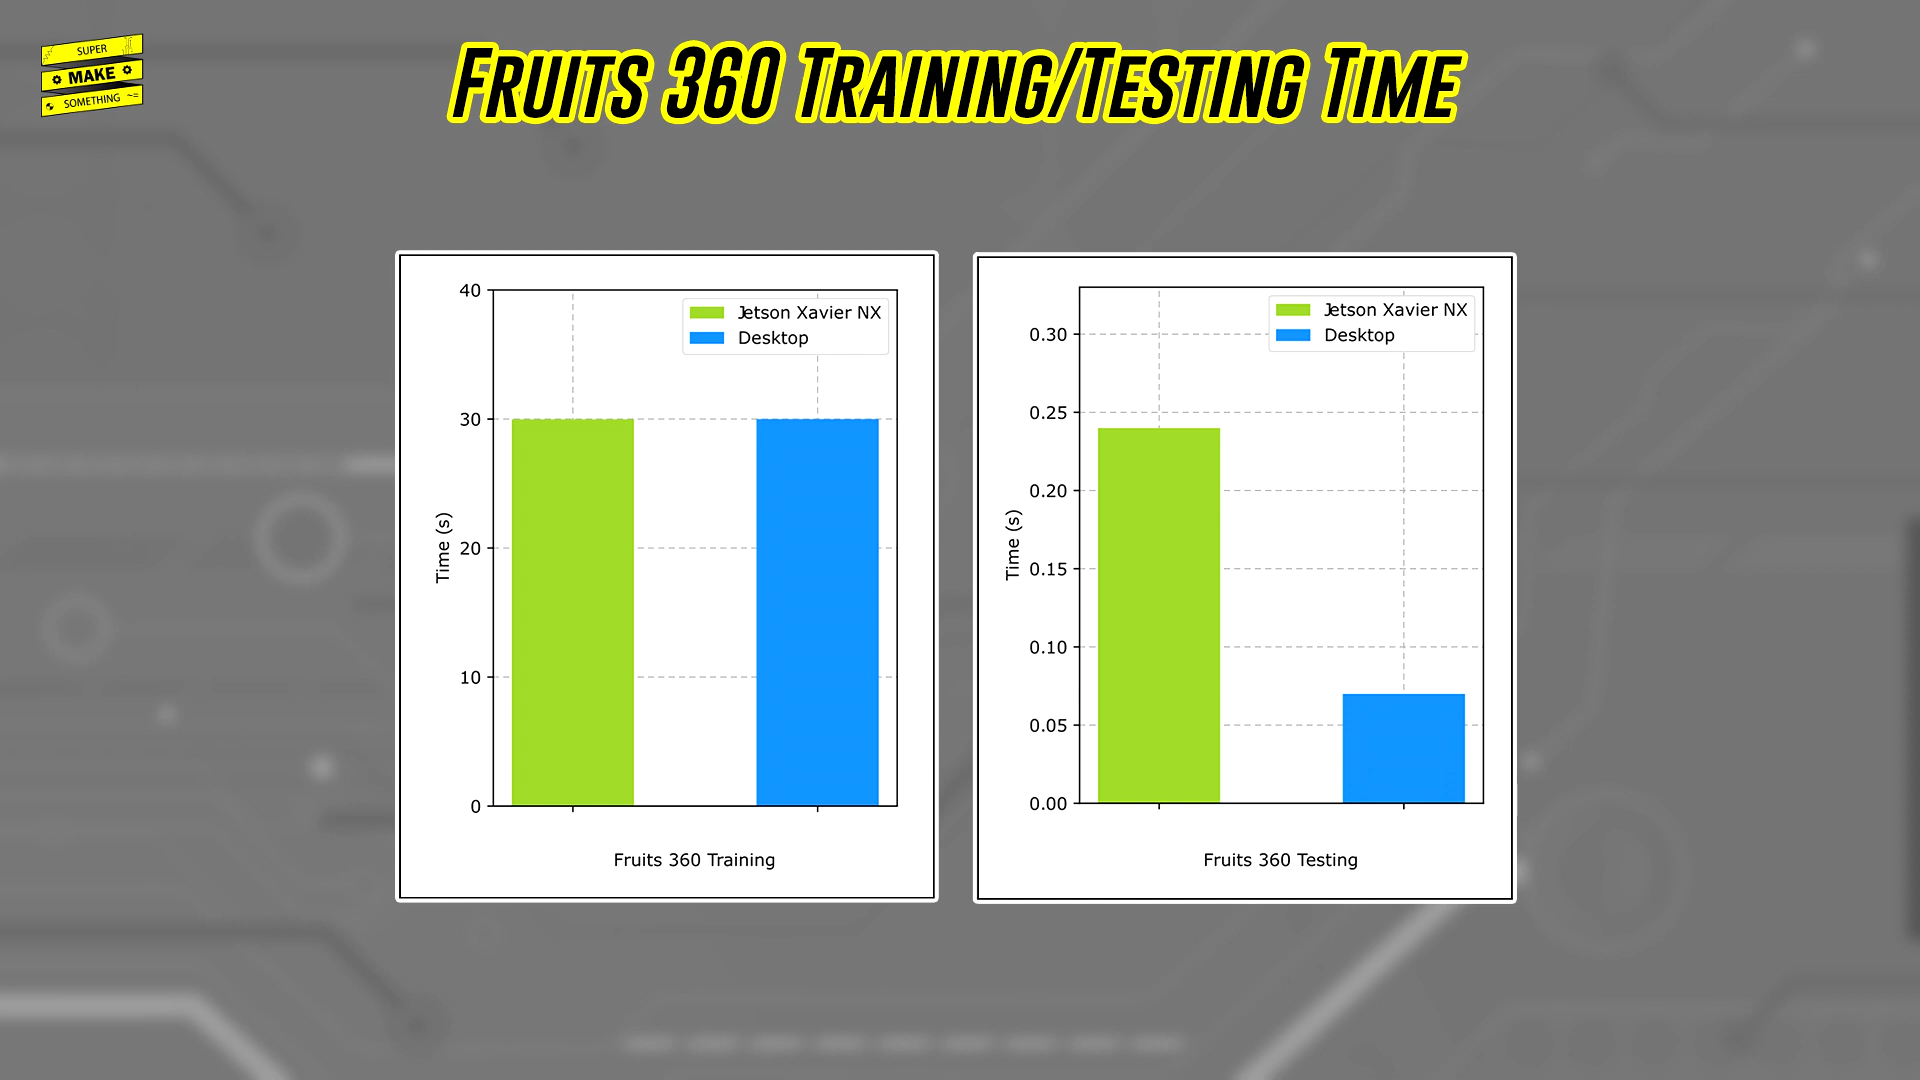 SUPER
MAKE
SOMETHING
FRUITS 360 TRAINING/TESTING TIME
40
30
20
10
0
Time (s)
Jetson Xavier NX
Desktop
Fruits 360 Training
0.30
0.25
0.20
0.15
0.10
0.05
0.00
Time (s)
Jetson Xavier NX
Desktop
Fruits 360 Testing